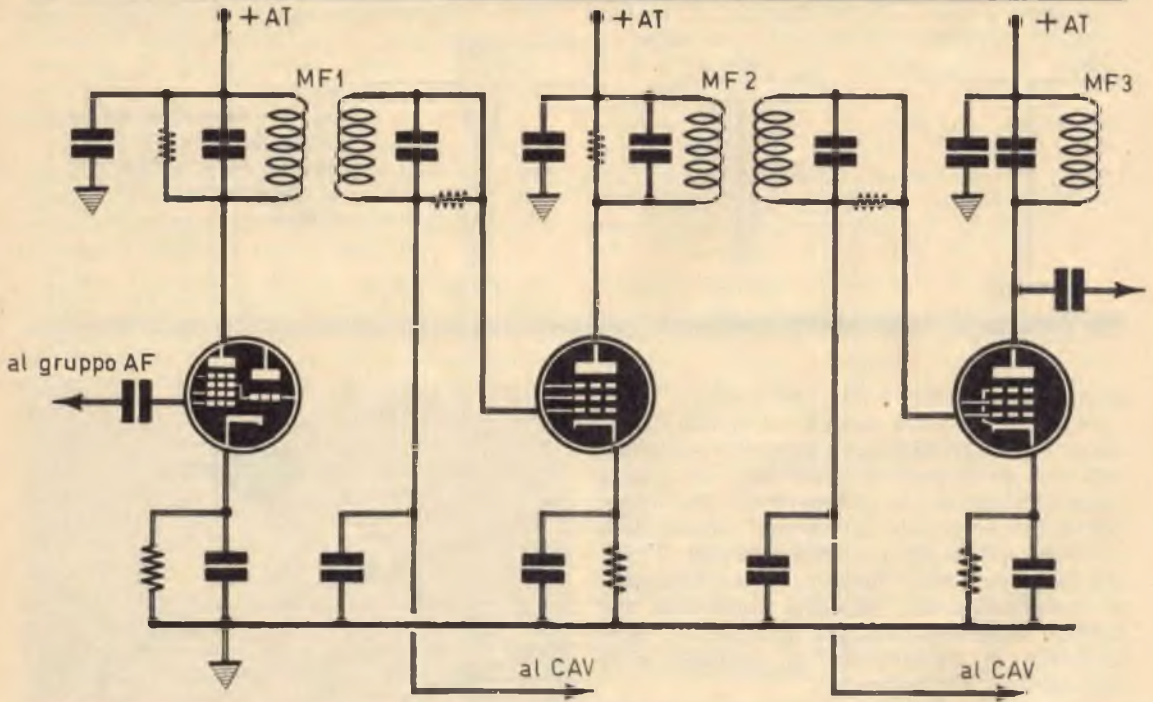 + AT
+ AT
+ AT
MF1
MF2
MF3
al gruppo AF
al CAV
al CAV